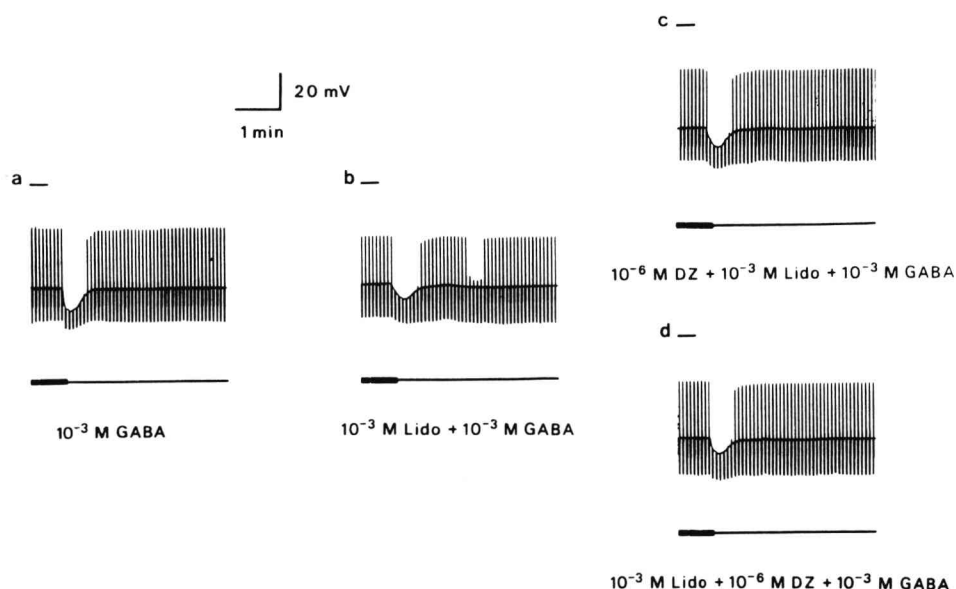 c
20 mV
1 min
a
b
10⁻⁶ M DZ + 10⁻³ M Lido + 10⁻³ M GABA
d
10⁻³ M GABA
10⁻³ M Lido + 10⁻³ M GABA
10⁻³ M Lido + 10⁻⁶ M DZ + 10⁻³ M GABA